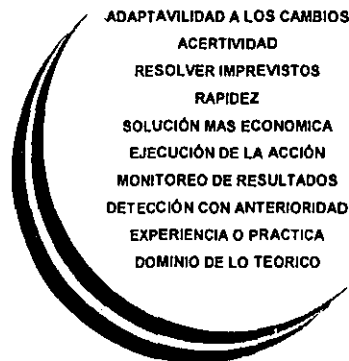 ADAPTAVILIDAD A LOS CAMBIOS
ACERTIVIDAD
RESOLVER IMPREVISTOS
RAPIDEZ
SOLUCIÓN MAS ECONOMICA
EJECUCIÓN DE LA ACCIÓN
MONITOREO DE RESULTADOS
DETECCIÓN CON ANTERIORIDAD
EXPERIENCIA O PRACTICA
DOMINIO DE LO TEORICO